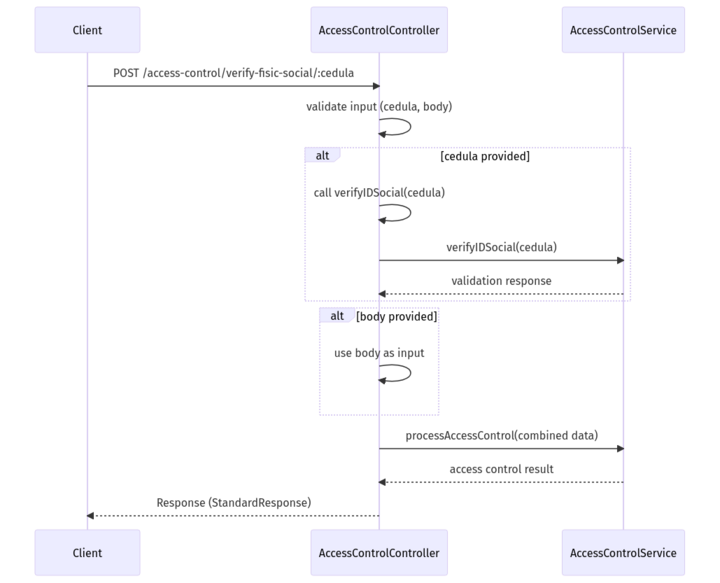 Client
AccessControlController
AccessControlService
POST /access-control/verify-fisic-social/:cedula
validate input (cedula, body)
alt
[cedula provided]
call verifyIDSocial(cedula)
verifyIDSocial(cedula)
validation response
alt
[body provided]
use body as input
processAccessControl(combined data)
access control result
Response (StandardResponse)
Client
AccessControlController
AccessControlService